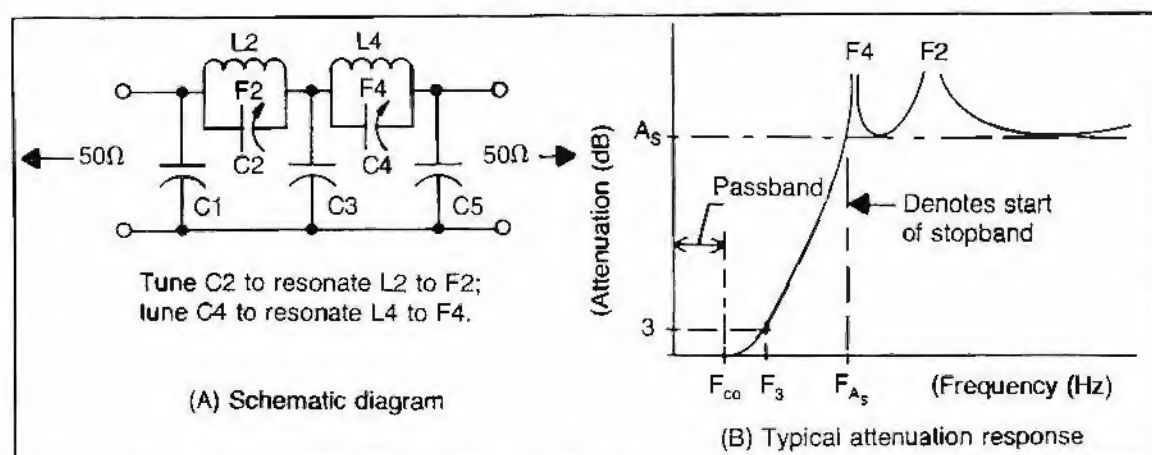 L2
L4
F2
F4
50Ω
C2
C4
50Ω
C1
C3
C5
Tune C2 to resonate L2 to F2;
tune C4 to resonate L4 to F4.
(A) Schematic diagram
F4
F2
As
(Attenuation (dB)
Passband
Denotes start
of stopband
3
Fco
F3
FAs
(Frequency (Hz)
(B) Typical attenuation response